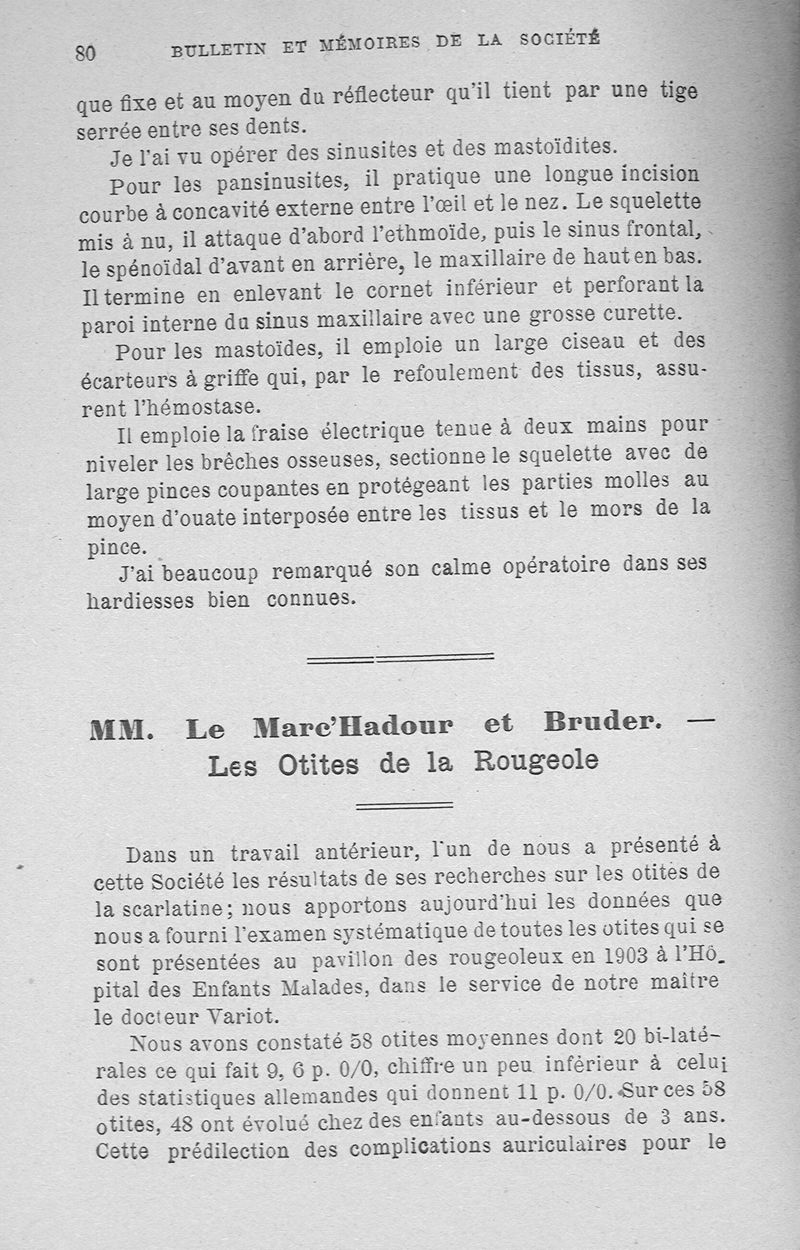 80 BULLETIN ET MÉMOIRES DE LA SOCIÉTÉ
que fixe et au moyen du réflecteur qu'il tient par une tige
serrée entre ses dents.
Je l'ai vu opérer des sinusites et des mastoïdites.
Pour les pansinusites, il pratique une longue incision
courbe à concavité externe entre l'œil et le nez. Le squelette
mis à nu, il attaque d'abord l'ethmoïde, puis le sinus frontal,
le spénoïdal d'avant en arrière, le maxillaire de haut en bas.
Il termine en enlevant le cornet inférieur et perforant la
paroi interne du sinus maxillaire avec une grosse curette.
Pour les mastoïdes, il emploie un large ciseau et des
écarteurs à griffe qui, par le refoulement des tissus, assu-
rent l'hémostase.
Il emploie la fraise électrique tenue à deux mains pour
niveler les brêches osseuses, sectionne le squelette avec de
large pinces coupantes en protégeant les parties molles au
moyen d'ouate interposée entre les tissus et le mors de la
pince.
J'ai beaucoup remarqué son calme opératoire dans ses
hardiesses bien connues.
MM. Le Marc'Hadour et Bruder. —
Les Otites de la Rougeole
Dans un travail antérieur, l'un de nous a présenté à
cette Société les résultats de ses recherches sur les otites de
la scarlatine; nous apportons aujourd'hui les données que
nous a fourni l'examen systématique de toutes les otites qui se
sont présentées au pavillon des rougeoleux en 1903 à l'Hô-
pital des Enfants Malades, dans le service de notre maître
le docteur Variot.
Nous avons constaté 58 otites moyennes dont 20 bi-laté-
rales ce qui fait 9, 6 p. 0/0, chiffre un peu inférieur à celui
des statistiques allemandes qui donnent 11 p. 0/0. Sur ces 58
otites, 48 ont évolué chez des enfants au-dessous de 3 ans.
Cette prédilection des complications auriculaires pour le